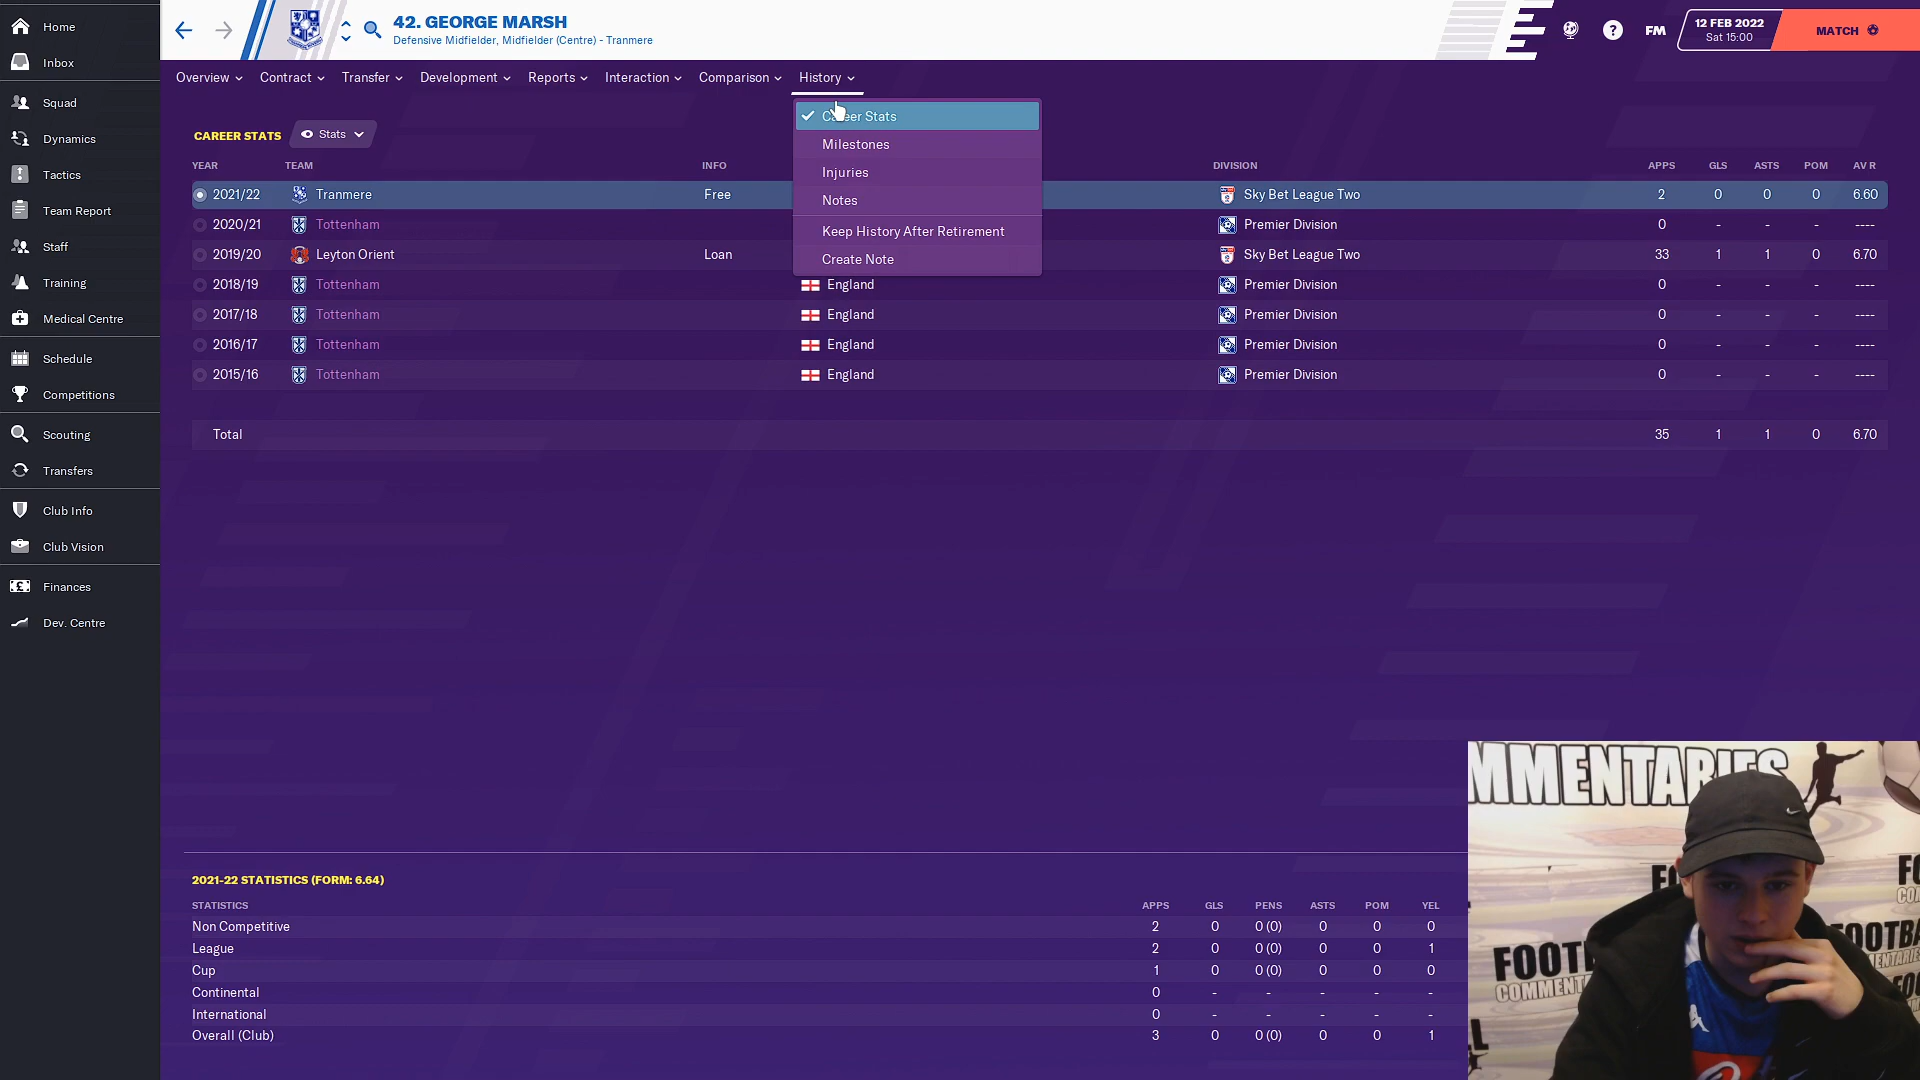 Home
Inbox
Squad
Dynamics
Tactics
Team Report
Staff
Training
Medical Centre
Schedule
Competitions
Scouting
Transfers
Club Info
Club Vision
Finances
Dev. Centre
42. GEORGE MARSH
Defensive Midfielder, Midfielder (Centre) - Tranmere
FM
12 FEB 2022
Sat 15:00
MATCH
Overview Contract Transfer Development Reports Interaction Comparison History
Milestones
Injuries
Notes
Keep History After Retirement
Create Note
CAREER STATS Stats
YEAR TEAM INFO DIVISION APPS GLS ASTS POM AV R
2021/22 Tranmere Free Sky Bet League Two 2 0 0 0 6.60
2020/21 Tottenham Premier Division 0 - - - ----
2019/20 Leyton Orient Loan Sky Bet League Two 33 1 1 0 6.70
2018/19 Tottenham England Premier Division 0 - - - ----
2017/18 Tottenham England Premier Division 0 - - - ----
2016/17 Tottenham England Premier Division 0 - - - ----
2015/16 Tottenham England Premier Division 0 - - - ----
Total 35 1 1 0 6.70
2021-22 STATISTICS (FORM: 6.64)
STATISTICS APPS GLS PENS ASTS POM YEL
Non Competitive 2 0 0 (0) 0 0 0
League 2 0 0 (0) 0 0 1
Cup 1 0 0 (0) 0 0 0
Continental 0 - - - - -
International 0 - - - - -
Overall (Club) 3 0 0 (0) 0 0 1
MMENTARIES
FOOT
COMMENT